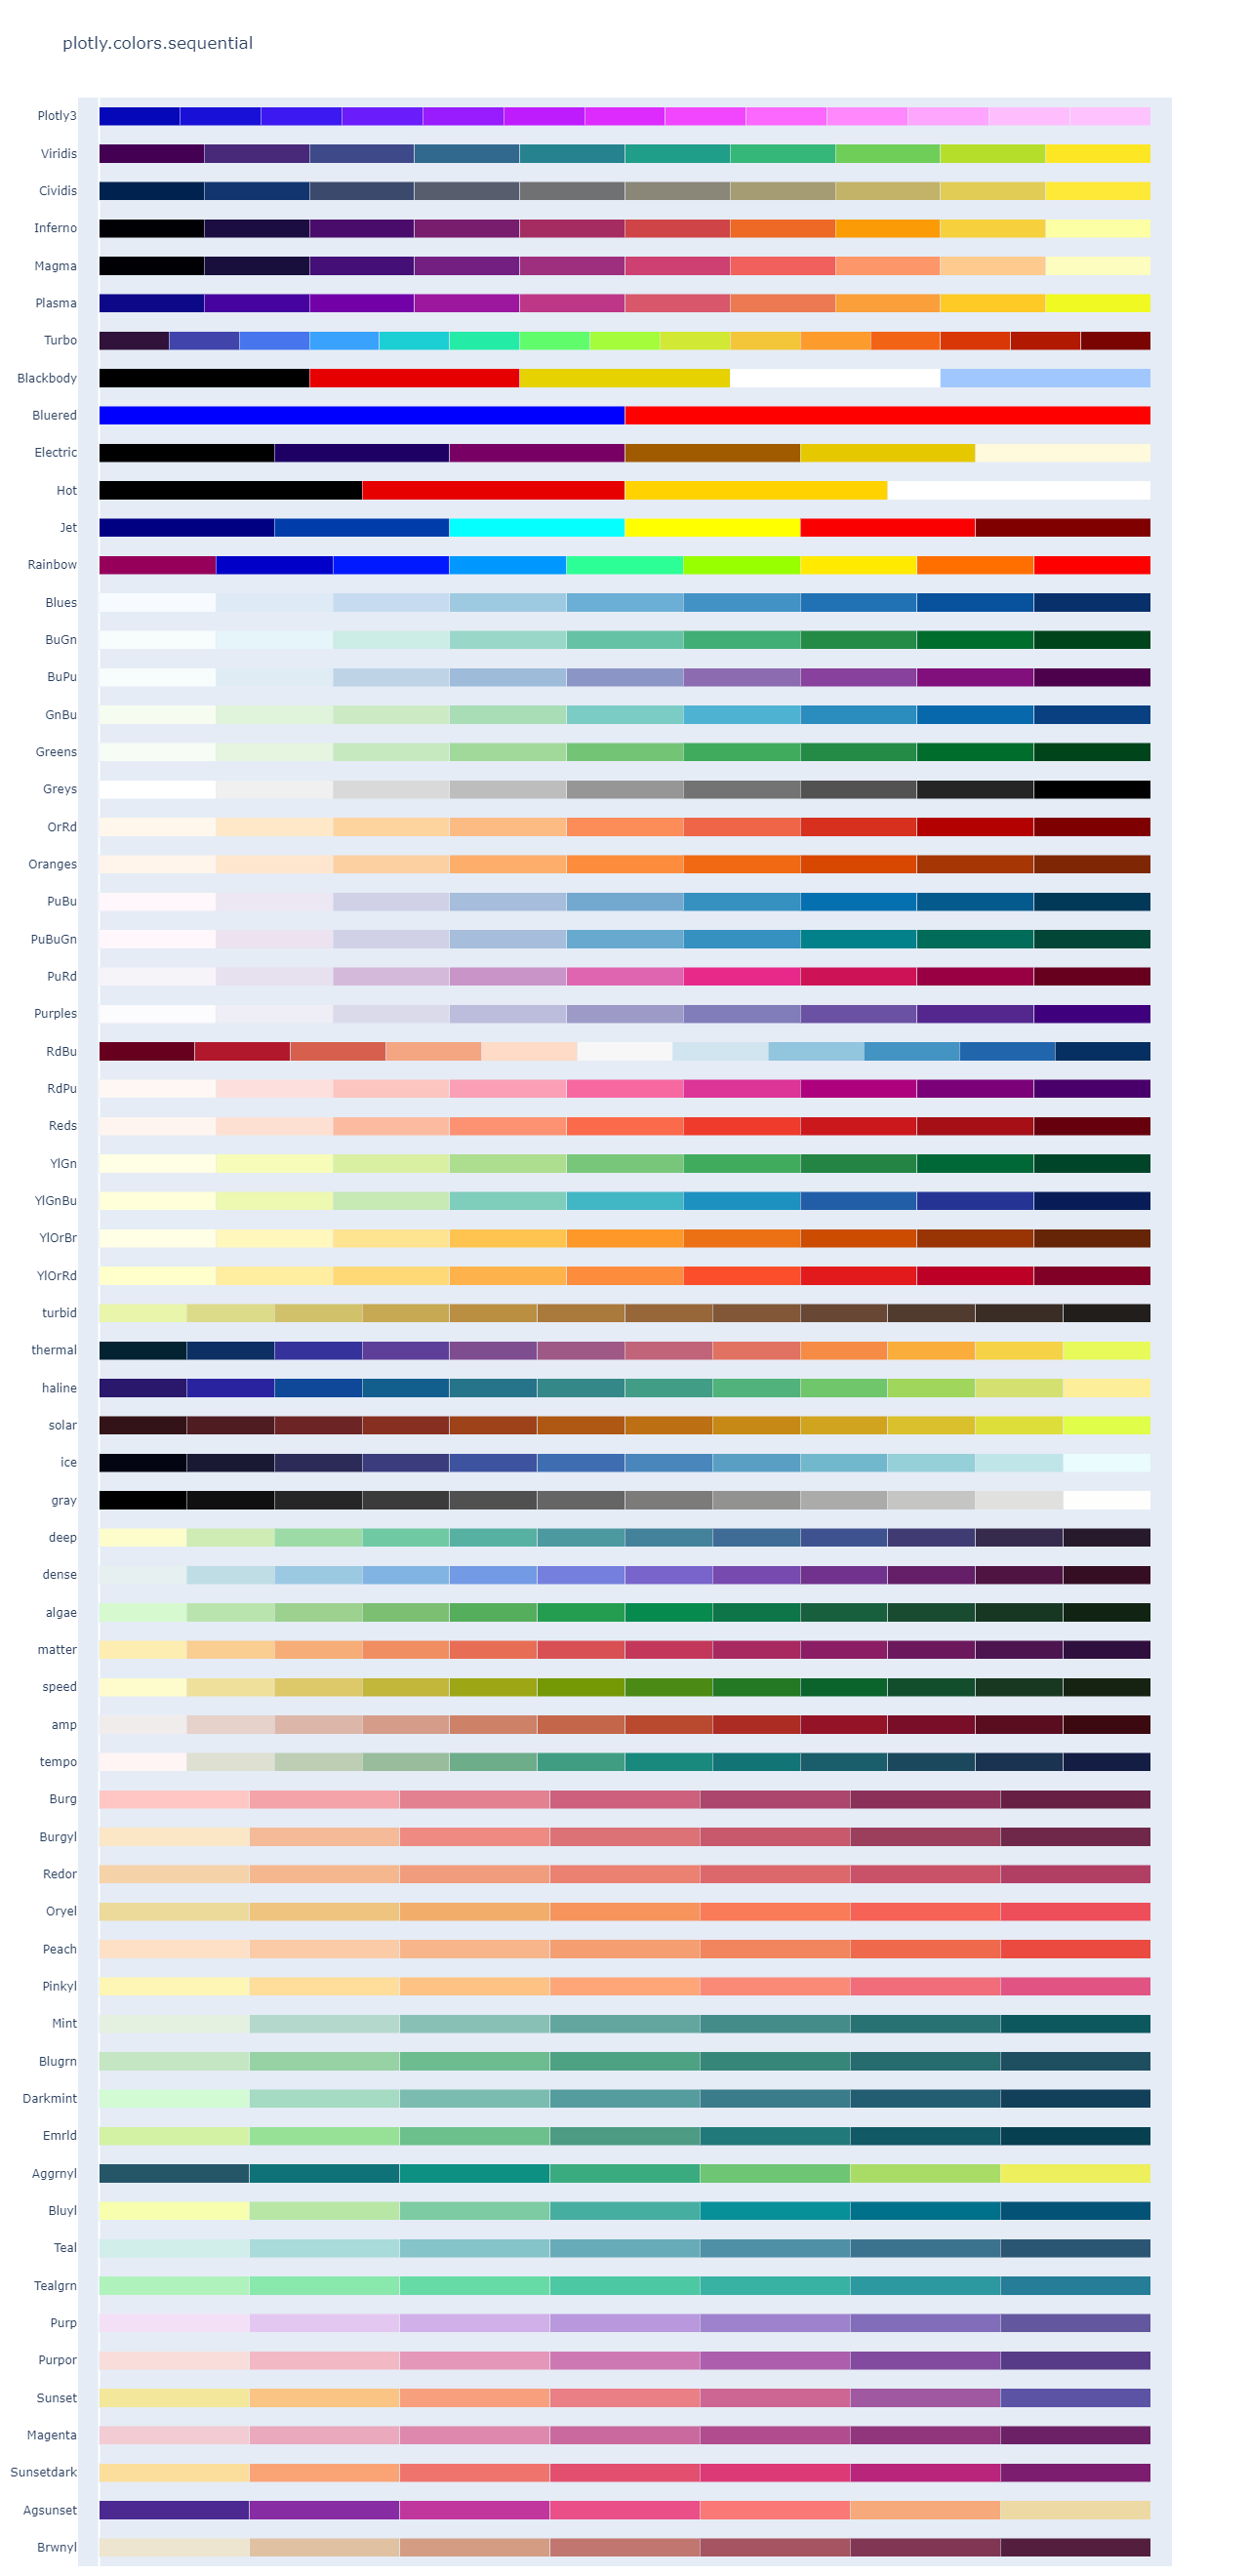 plotly.colors.sequential
Plotly3
Viridis
Cividis
Inferno
Magma
Plasma
Turbo
Blackbody
Bluered
Electric
Hot
Jet
Rainbow
Blues
BuGn
BuPu
GnBu
Greens
Greys
OrRd
Oranges
PuBu
PuBuGn
PuRd
Purples
RdBu
RdPu
Reds
YlGn
YlGnBu
YlOrBr
YlOrRd
turbid
thermal
haline
solar
ice
gray
deep
dense
algae
matter
speed
amp
tempo
Burg
Burgyl
Redor
Oryel
Peach
Pinkyl
Mint
Blugrn
Darkmint
Emrld
Aggrnyl
Bluyl
Teal
Tealgrn
Purp
Purpor
Sunset
Magenta
Sunsetdark
Agsunset
Brwnyl